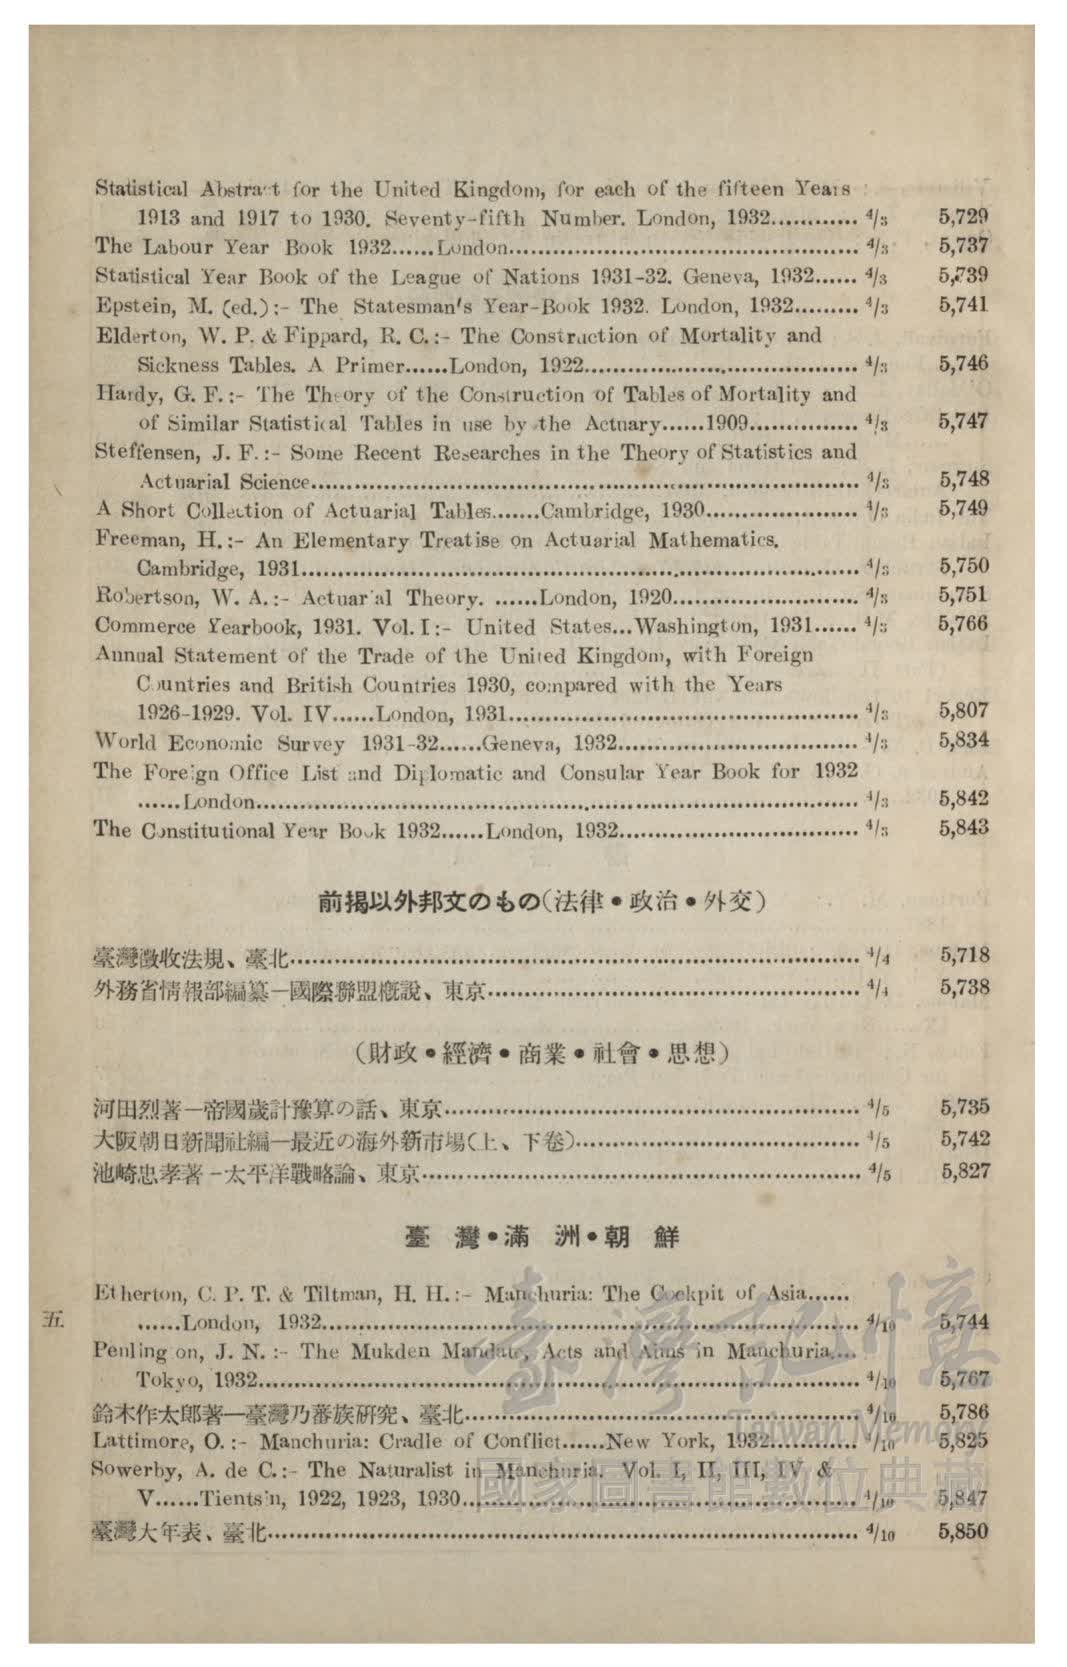 Statistical Abstract for the United Kingdom, for each of the fifteen Years
1913 and 1917 to 1930. Seventy-fifth Number. London, 1932............ 4/3 5,729
The Labour Year Book 1932......London................................................ 4/3 5,737
Statistical Year Book of the League of Nations 1931-32. Geneva, 1932...... 4/3 5,739
Epstein, M. (ed.):- The Statesman's Year-Book 1932. London, 1932......... 4/3 5,741
Elderton, W. P. & Fippard, R. C.:- The Construction of Mortality and
Sickness Tables. A Primer......London, 1922...................................... 4/3 5,746
Hardy, G. F.:- The Theory of the Construction of Tables of Mortality and
of Similar Statistical Tables in use by the Actuary......1909............... 4/3 5,747
Steffensen, J. F.:- Some Recent Researches in the Theory of Statistics and
Actuarial Science........................................................................... 4/3 5,748
A Short Collection of Actuarial Tables.......Cambridge, 1930..................... 4/3 5,749
Freeman, H.:- An Elementary Treatise on Actuarial Mathematics.
Cambridge, 1931............................................................................. 4/3 5,750
Robertson, W. A.:- Actuarial Theory. ......London, 1920.......................... 4/3 5,751
Commerce Yearbook, 1931. Vol. I:- United States...Washington, 1931...... 4/3 5,766
Annual Statement of the Trade of the United Kingdom, with Foreign
Countries and British Countries 1930, compared with the Years
1926-1929. Vol. IV......London, 1931................................................ 4/3 5,807
World Economic Survey 1931-32......Geneva, 1932................................. 4/3 5,834
The Foreign Office List and Diplomatic and Consular Year Book for 1932
......London.................................................................................... 4/3 5,842
The Constitutional Year Book 1932......London, 1932................................. 4/3 5,843
前揭以外邦文のもの(法律•政治•外交)
臺灣徵收法規、臺北.............................................................................. 4/4 5,718
外務省情報部編纂—國際聯盟槪說、東京................................................... 4/4 5,738
(財政•經濟•商業•社會•思想)
河田烈著—帝國歲計豫算の話、東京......................................................... 4/5 5,735
大阪朝日新聞社編—最近の海外新市場(上、下卷)....................................... 4/5 5,742
池崎忠孝著—太平洋戰略論、東京............................................................ 4/5 5,827
臺灣•滿洲•朝鮮
Etherton, C. P. T. & Tiltman, H. H.:- Manchuria: The Cockpit of Asia......
......London, 1932.......................................................................... 4/10 5,744
五
Penlington, J. N. :- The Mukden Mandate, Acts and Aims in Manchuria....
Tokyo, 1932.................................................................................. 4/10 5,767
鈴木作太郎著—臺灣乃蕃族硏究、臺北...................................................... 4/10 5,786
Lattimore, O. :- Manchuria: Cradle of Conflict......New York, 1932............ 4/10 5,825
Sowerby, A. de C.:- The Naturalist in Manchuria. Vol. I, II, III, IV &
V......Tientsin, 1922, 1923, 1930...................................................... 4/10 5,847
臺灣大年表、臺北................................................................................. 4/10 5,850
臺灣記憶
Taiwan Memory
國家圖書館數位典藏